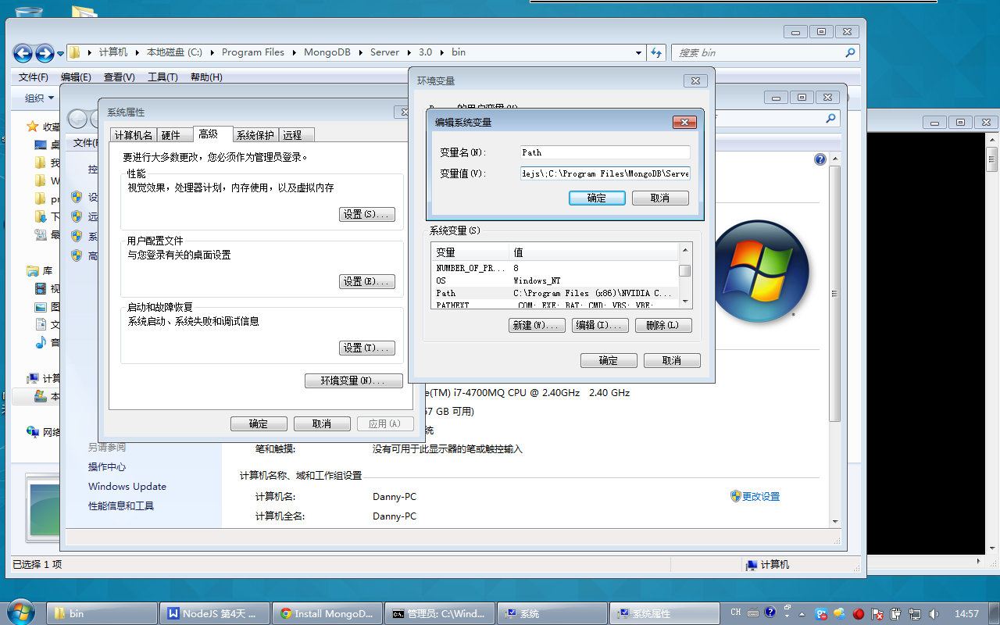 计算机 本地磁盘 (C:) Program Files MongoDB Server 3.0 bin
搜索 bin
文件(F) 编辑(E) 查看(V) 工具(T) 帮助(H)
组织
库
计算
网络
已选择 1 项
计算机
系统属性
计算机名 硬件 高级 系统保护 远程
要进行大多数更改，您必须作为管理员登录。
性能
视觉效果，处理器计划，内存使用，以及虚拟内存
设置(S)...
用户配置文件
与您登录有关的桌面设置
设置(E)...
启动和故障恢复
系统启动、系统失败和调试信息
设置(T)...
环境变量(N)...
确定 取消 应用(A)
环境变量
编辑系统变量
变量名(N): Path
变量值(V): dejs\;C:\Program Files\MongoDB\Serve
确定 取消
系统变量(S)
变量 值
NUMBER_OF_PR... 8
OS Windows_NT
Path C:\Program Files (x86)\NVIDIA C...
PATHEXT .COM;.EXE;.BAT;.CMD;.VBS;.VBE;
新建(W)... 编辑(I)... 删除(L)
确定 取消
e(TM) i7-4700MQ CPU @ 2.40GHz 2.40 GHz
GB 可用)
统
笔和触摸: 没有可用于此显示器的笔或触控输入
计算机名称、域和工作组设置
计算机名: Danny-PC
更改设置
计算机全名: Danny-PC
另请参阅
操作中心
Windows Update
性能信息和工具
bin
NodeJS 第4天 ...
Install MongoD...
管理员: C:\Wind...
系统
系统属性
CH
14:57